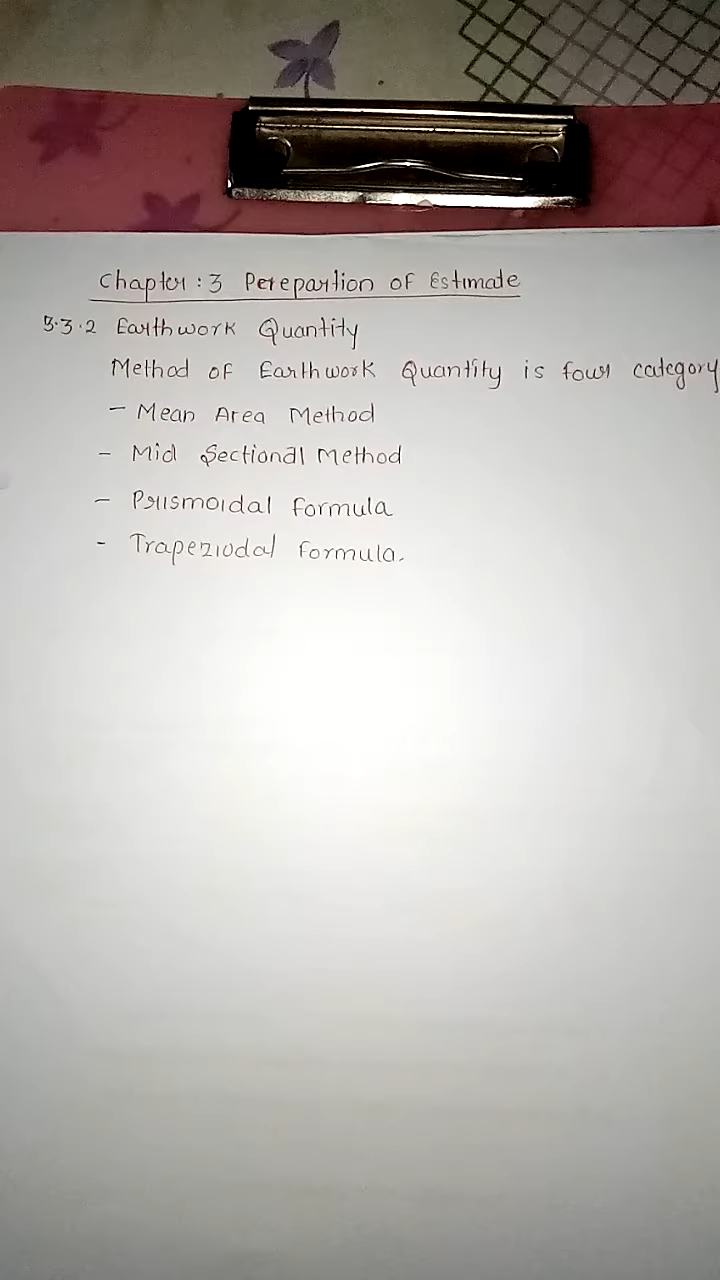 Chapter : 3 Perepartion of Estimate
3.3.2 Earthwork Quantity
Method of Earthwork Quantity is four category
- Mean Area Method
- Mid Sectional Method
- Prismoidal formula
- Trapeziodal formula.